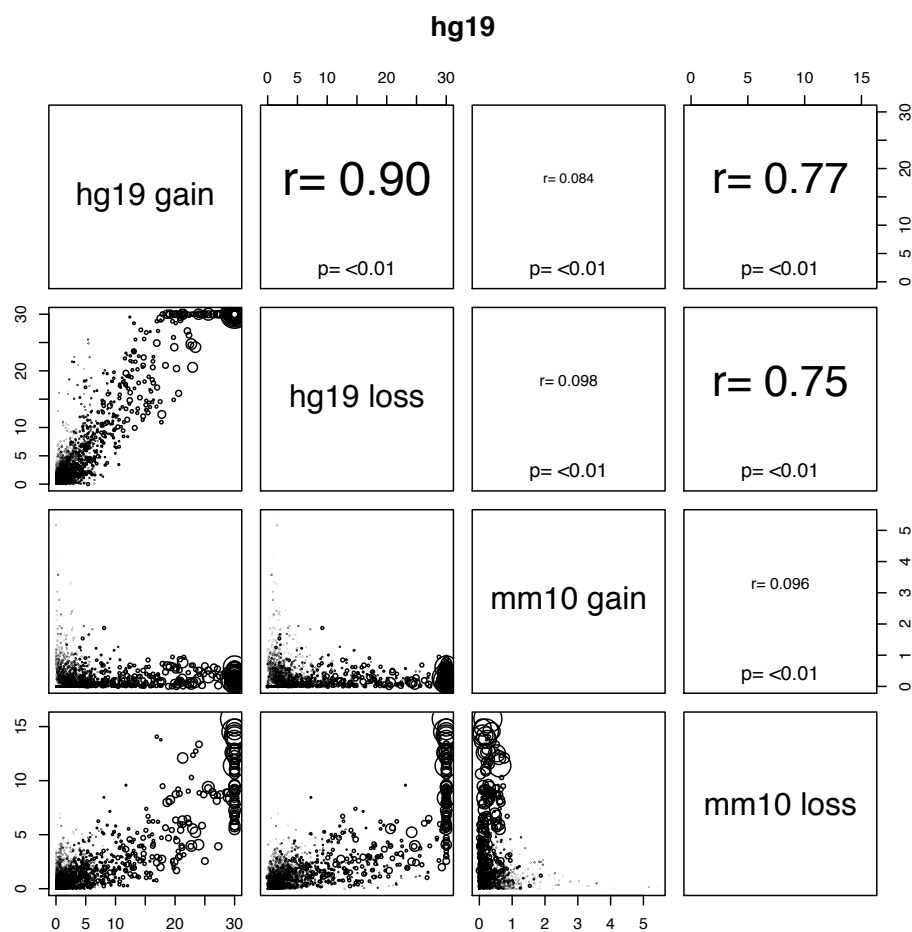 hg19
0 5 10 20 30
0 5 10 15
hg19 gain
r= 0.90
p= <0.01
r= 0.084
p= <0.01
r= 0.77
p= <0.01
0 5 10 20 30
0 5 10 20 30
hg19 loss
r= 0.098
p= <0.01
r= 0.75
p= <0.01
mm10 gain
r= 0.096
p= <0.01
0 1 2 3 4 5
0 5 10 15
mm10 loss
0 5 10 20 30
0 1 2 3 4 5